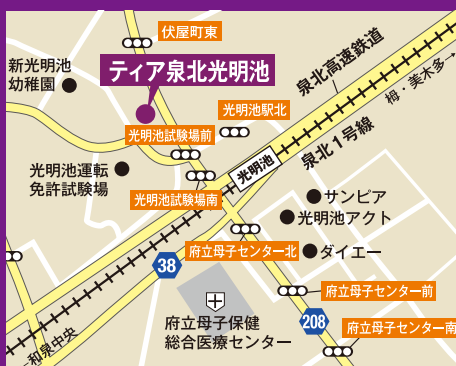 伏屋町東
泉北高速鉄道
新光明池
幼稚園
ティア泉北光明池
栂・美木多→
光明池駅北
光明池試験場前
泉北1号線
光明池
光明池運転
免許試験場
光明池試験場南
サンピア
光明池アクト
府立母子センター北
ダイエー
38
府立母子センター前
208
府立母子保健
総合医療センター
府立母子センター南
←和泉中央